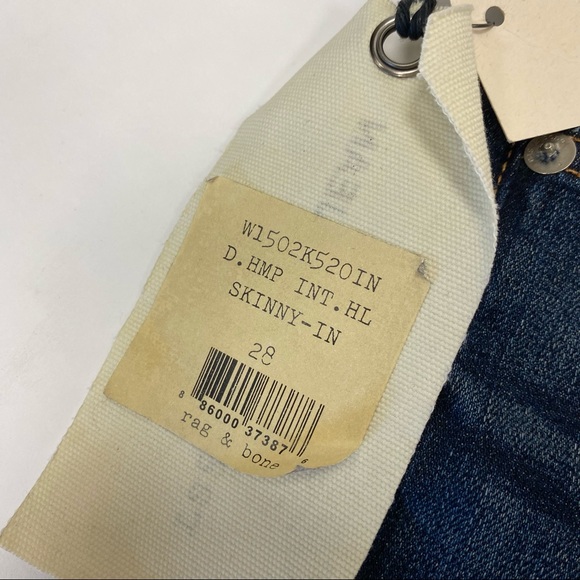 W1502K520IN
D.HMP INT.HL
SKINNY-IN
28
8 86000 37387 6
rag & bone